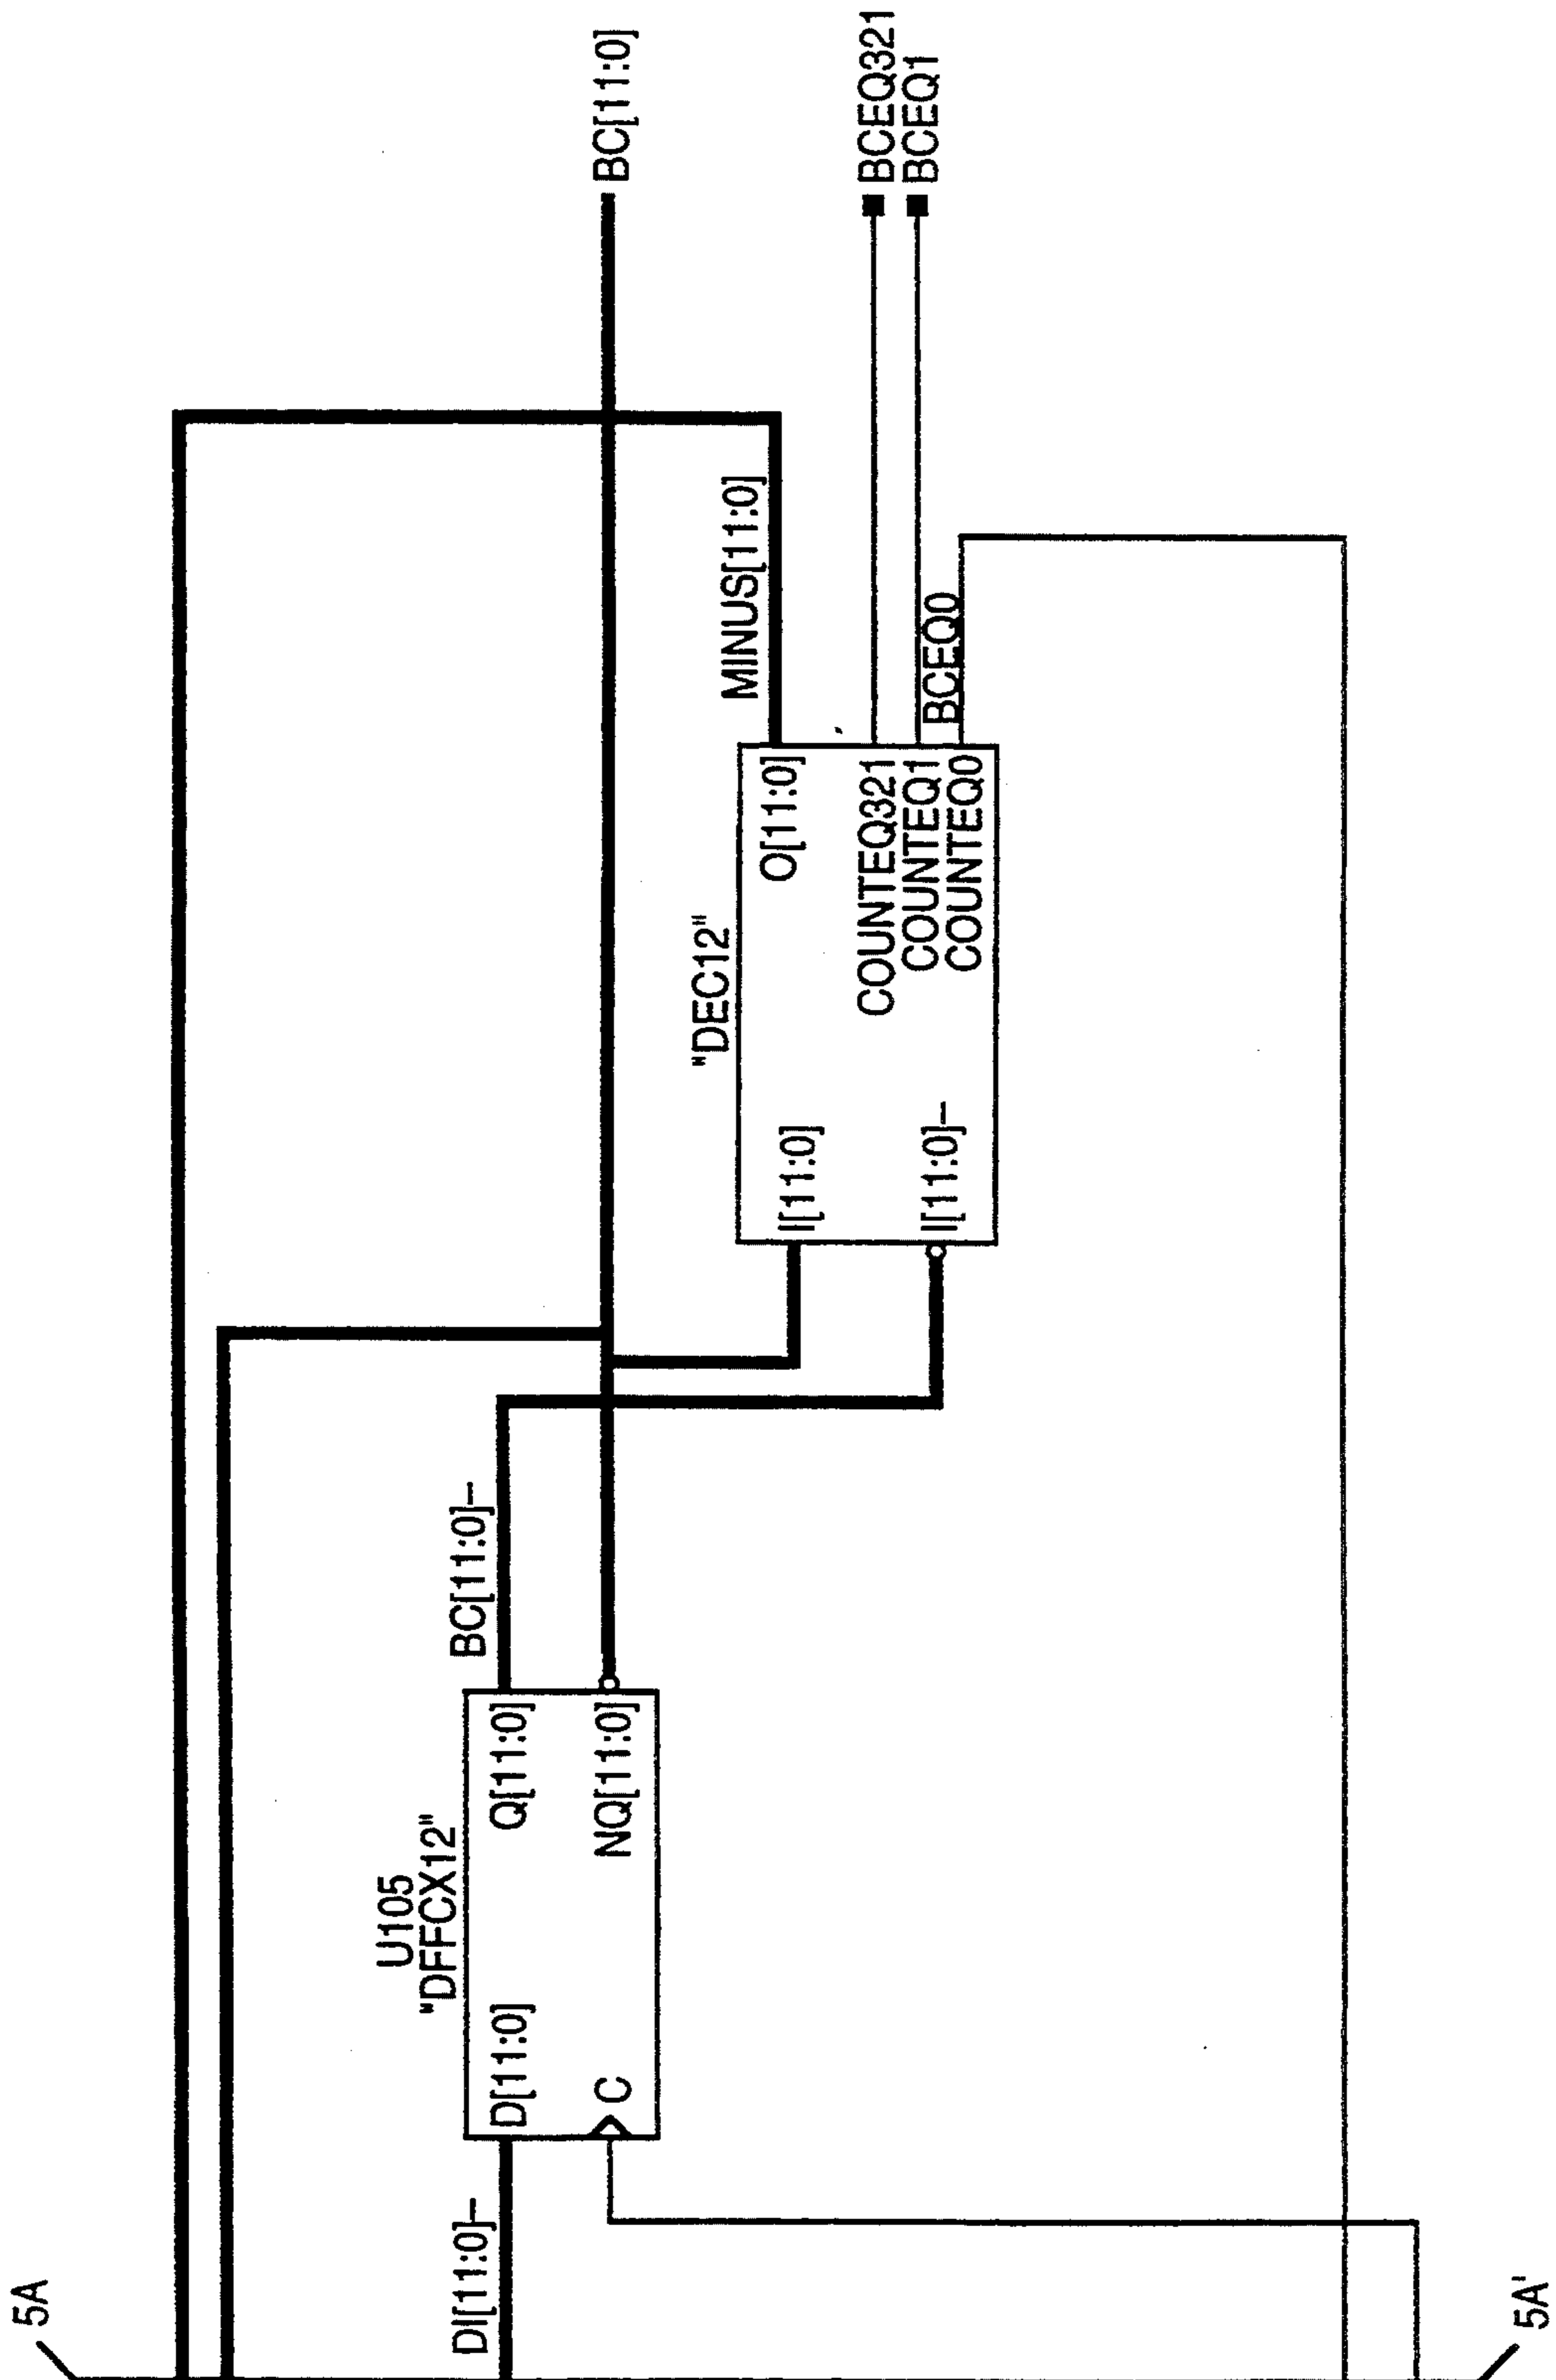 5A
DI[11:0]–
U105
"DFFCX12"
D[11:0]
Q[11:0]
C
NQ[11:0]
BC[11:0]–
"DEC12"
I[11:0]
O[11:0]
I[11:0]–
COUNTEQ321
COUNTEQ1
COUNTEQ0
MINUS[11:0]
BCEQ0
BC[11:0]
BCEQ321
BCEQ1
5A'